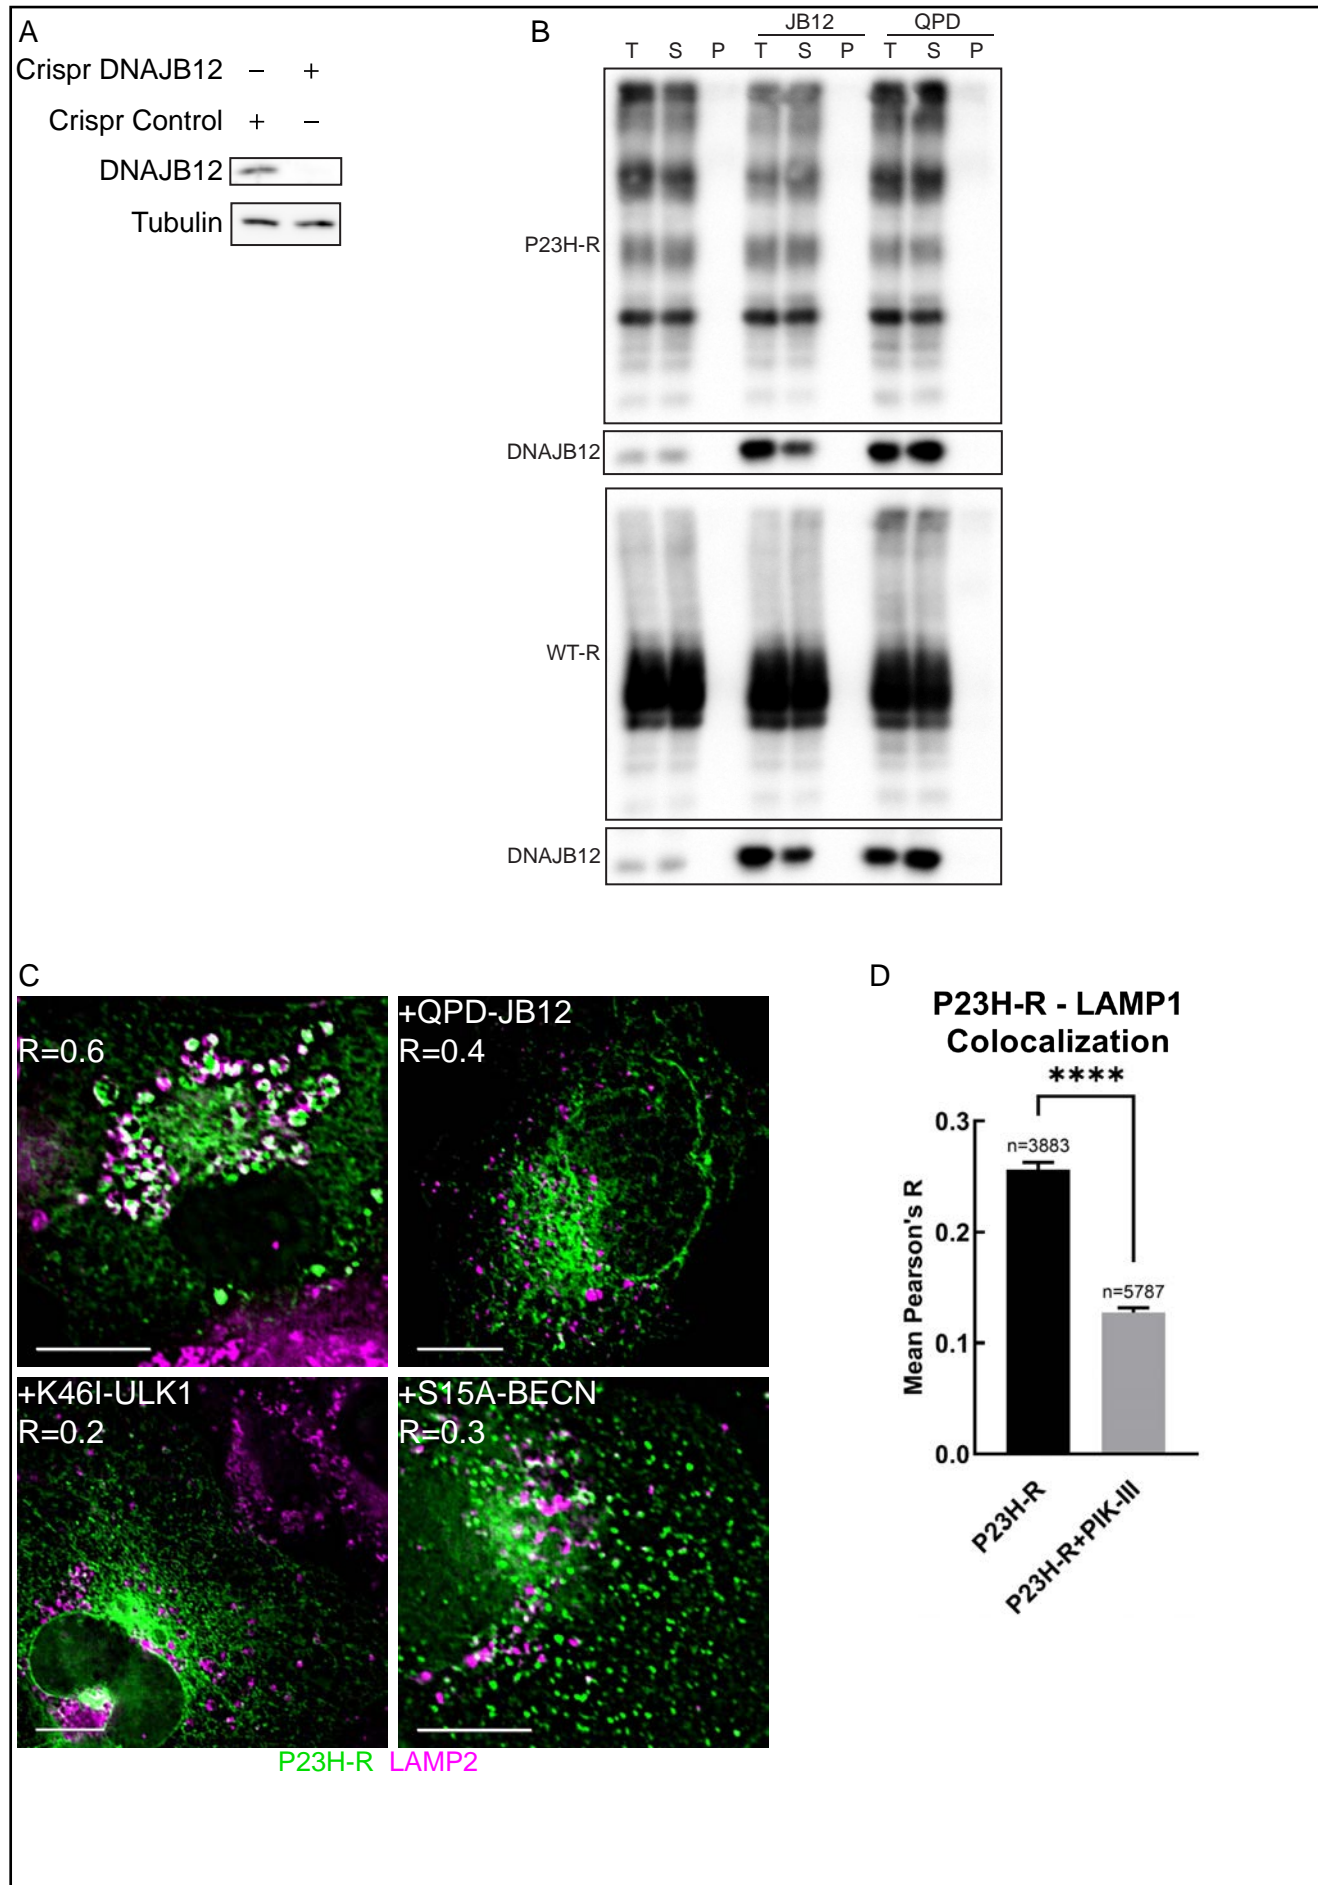 A
Crispr DNAJB12 – +
Crispr Control + –
DNAJB12
Tubulin
B
JB12 QPD
T S P T S P T S P
P23H-R
DNAJB12
WT-R
DNAJB12
C
R=0.6
+QPD-JB12
R=0.4
+K46I-ULK1
R=0.2
+S15A-BECN
R=0.3
P23H-R LAMP2
D
P23H-R - LAMP1
Colocalization
****
0.3
0.2
0.1
0.0
Mean Pearson's R
n=3883
n=5787
P23H-R
P23H-R+PIK-III